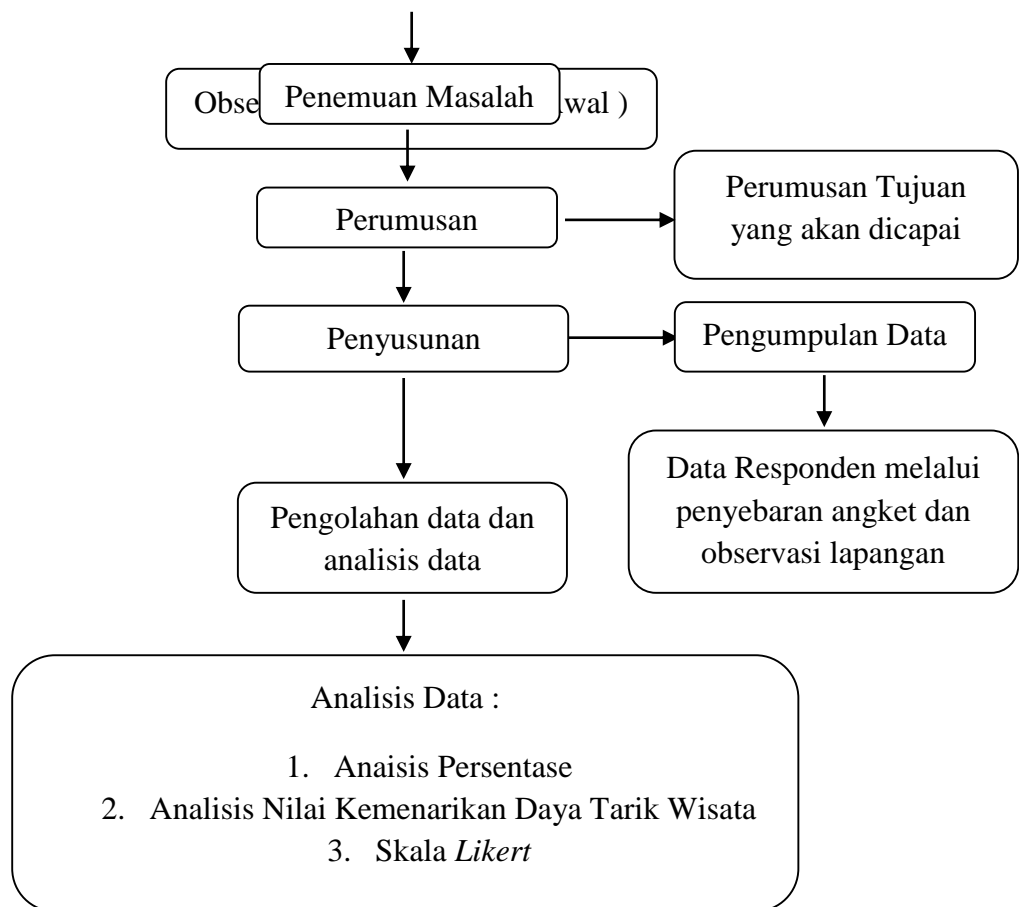 Penemuan Masalah
wal )
Perumusan
Perumusan Tujuan
yang akan dicapai
Penyusunan
Pengumpulan Data
Data Responden melalui
penyebaran angket dan
observasi lapangan
Pengolahan data dan
analisis data
Analisis Data :
1. Anaisis Persentase
2. Analisis Nilai Kemenarikan Daya Tarik Wisata
3. Skala Likert